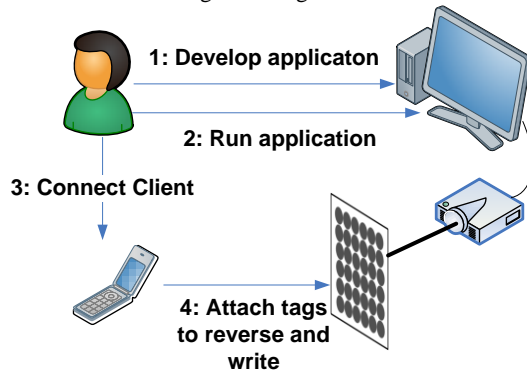 1: Develop applicaton
2: Run application
3: Connect Client
4: Attach tags
to reverse and
write